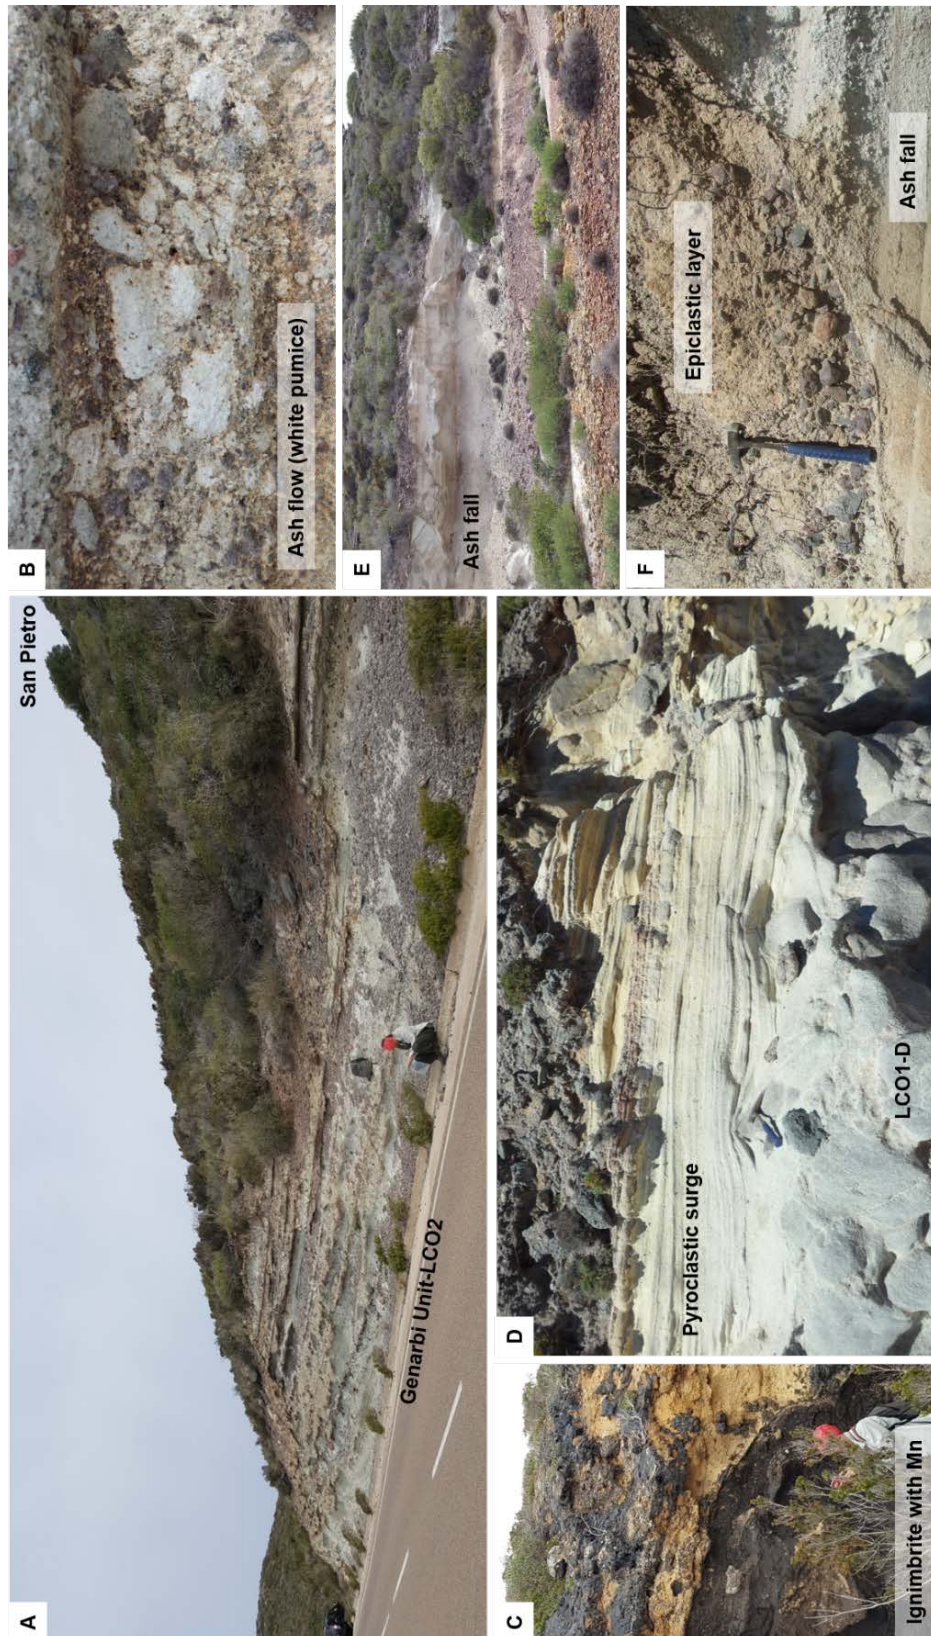 A
San Pietro
Genarbi Unit-LCO2
B
Ash flow (white pumice)
C
Ignimbrite with Mn
D
Pyroclastic surge
LCO1-D
E
Ash fall
F
Epiclastic layer
Ash fall